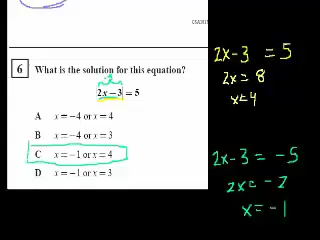 6 What is the solution for this equation?
2x − 3 = 5
A x = −4 or x = 4
B x = −4 or x = 3
C x = −1 or x = 4
D x = −1 or x = 3
2x-3 = 5
2x = 8
x=4
2x-3 = -5
2x = -2
x = -1